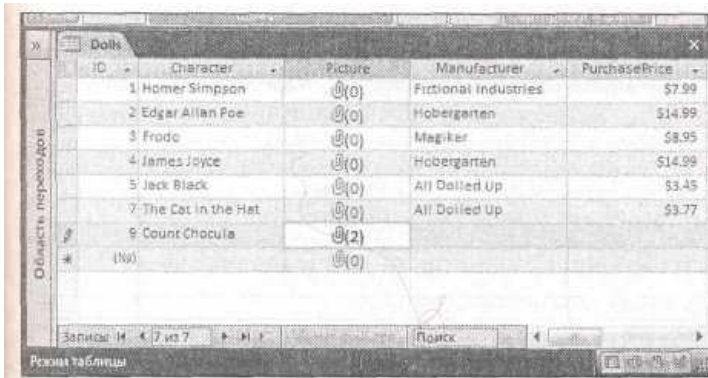 » Dolls ×
ID Character Picture Manufacturer PurchasePrice
1 Homer Simpson (0) Fictional Industries $7.99
2 Edgar Allan Poe (0) Hobergarten $14.99
3 Frodo (0) Magiker $8.95
4 James Joyce (0) Hobergarten $14.99
5 Jack Black (0) All Dolled Up $3.45
7 The Cat in the Hat (0) All Dolled Up $3.77
9 Count Chocula (2)
* (№) (0)
Область переходов
Записи: 7 из 7 Поиск
Режим таблицы